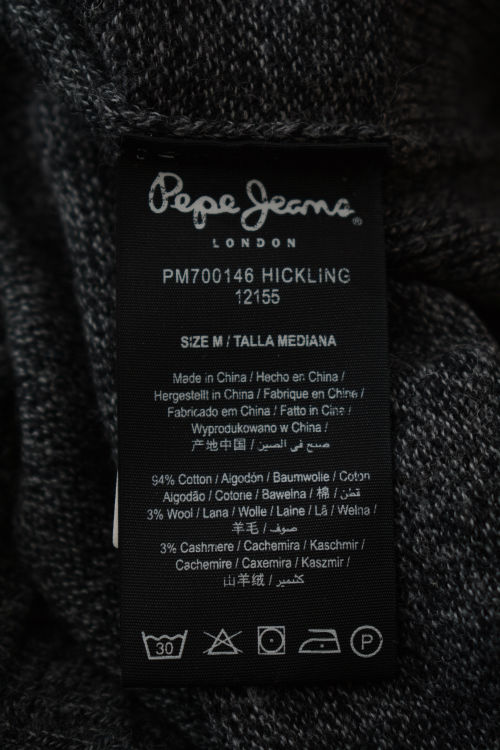 Pepe Jeans®
LONDON
PM700146 HICKLING
12155
SIZE M / TALLA MEDIANA
Made in China / Hecho en China /
Hergestellt in China / Fabrique en Chine /
Fabricado em China / Fatto in Cine /
Wyprodukowano w China /
产地中国 / صنع في الصين /
94% Cotton / Algodón / Baumwolle / Coton
Algodão / Cotone / Bawelna / 棉 / قطن /
3% Wool / Lana / Wolle / Laine / Lã / Welna /
羊毛 / صوف /
3% Cashmere / Cachemira / Kaschmir /
Cachemire / Caxemira / Kaszmir /
山羊绒 / كشمير /
30 P